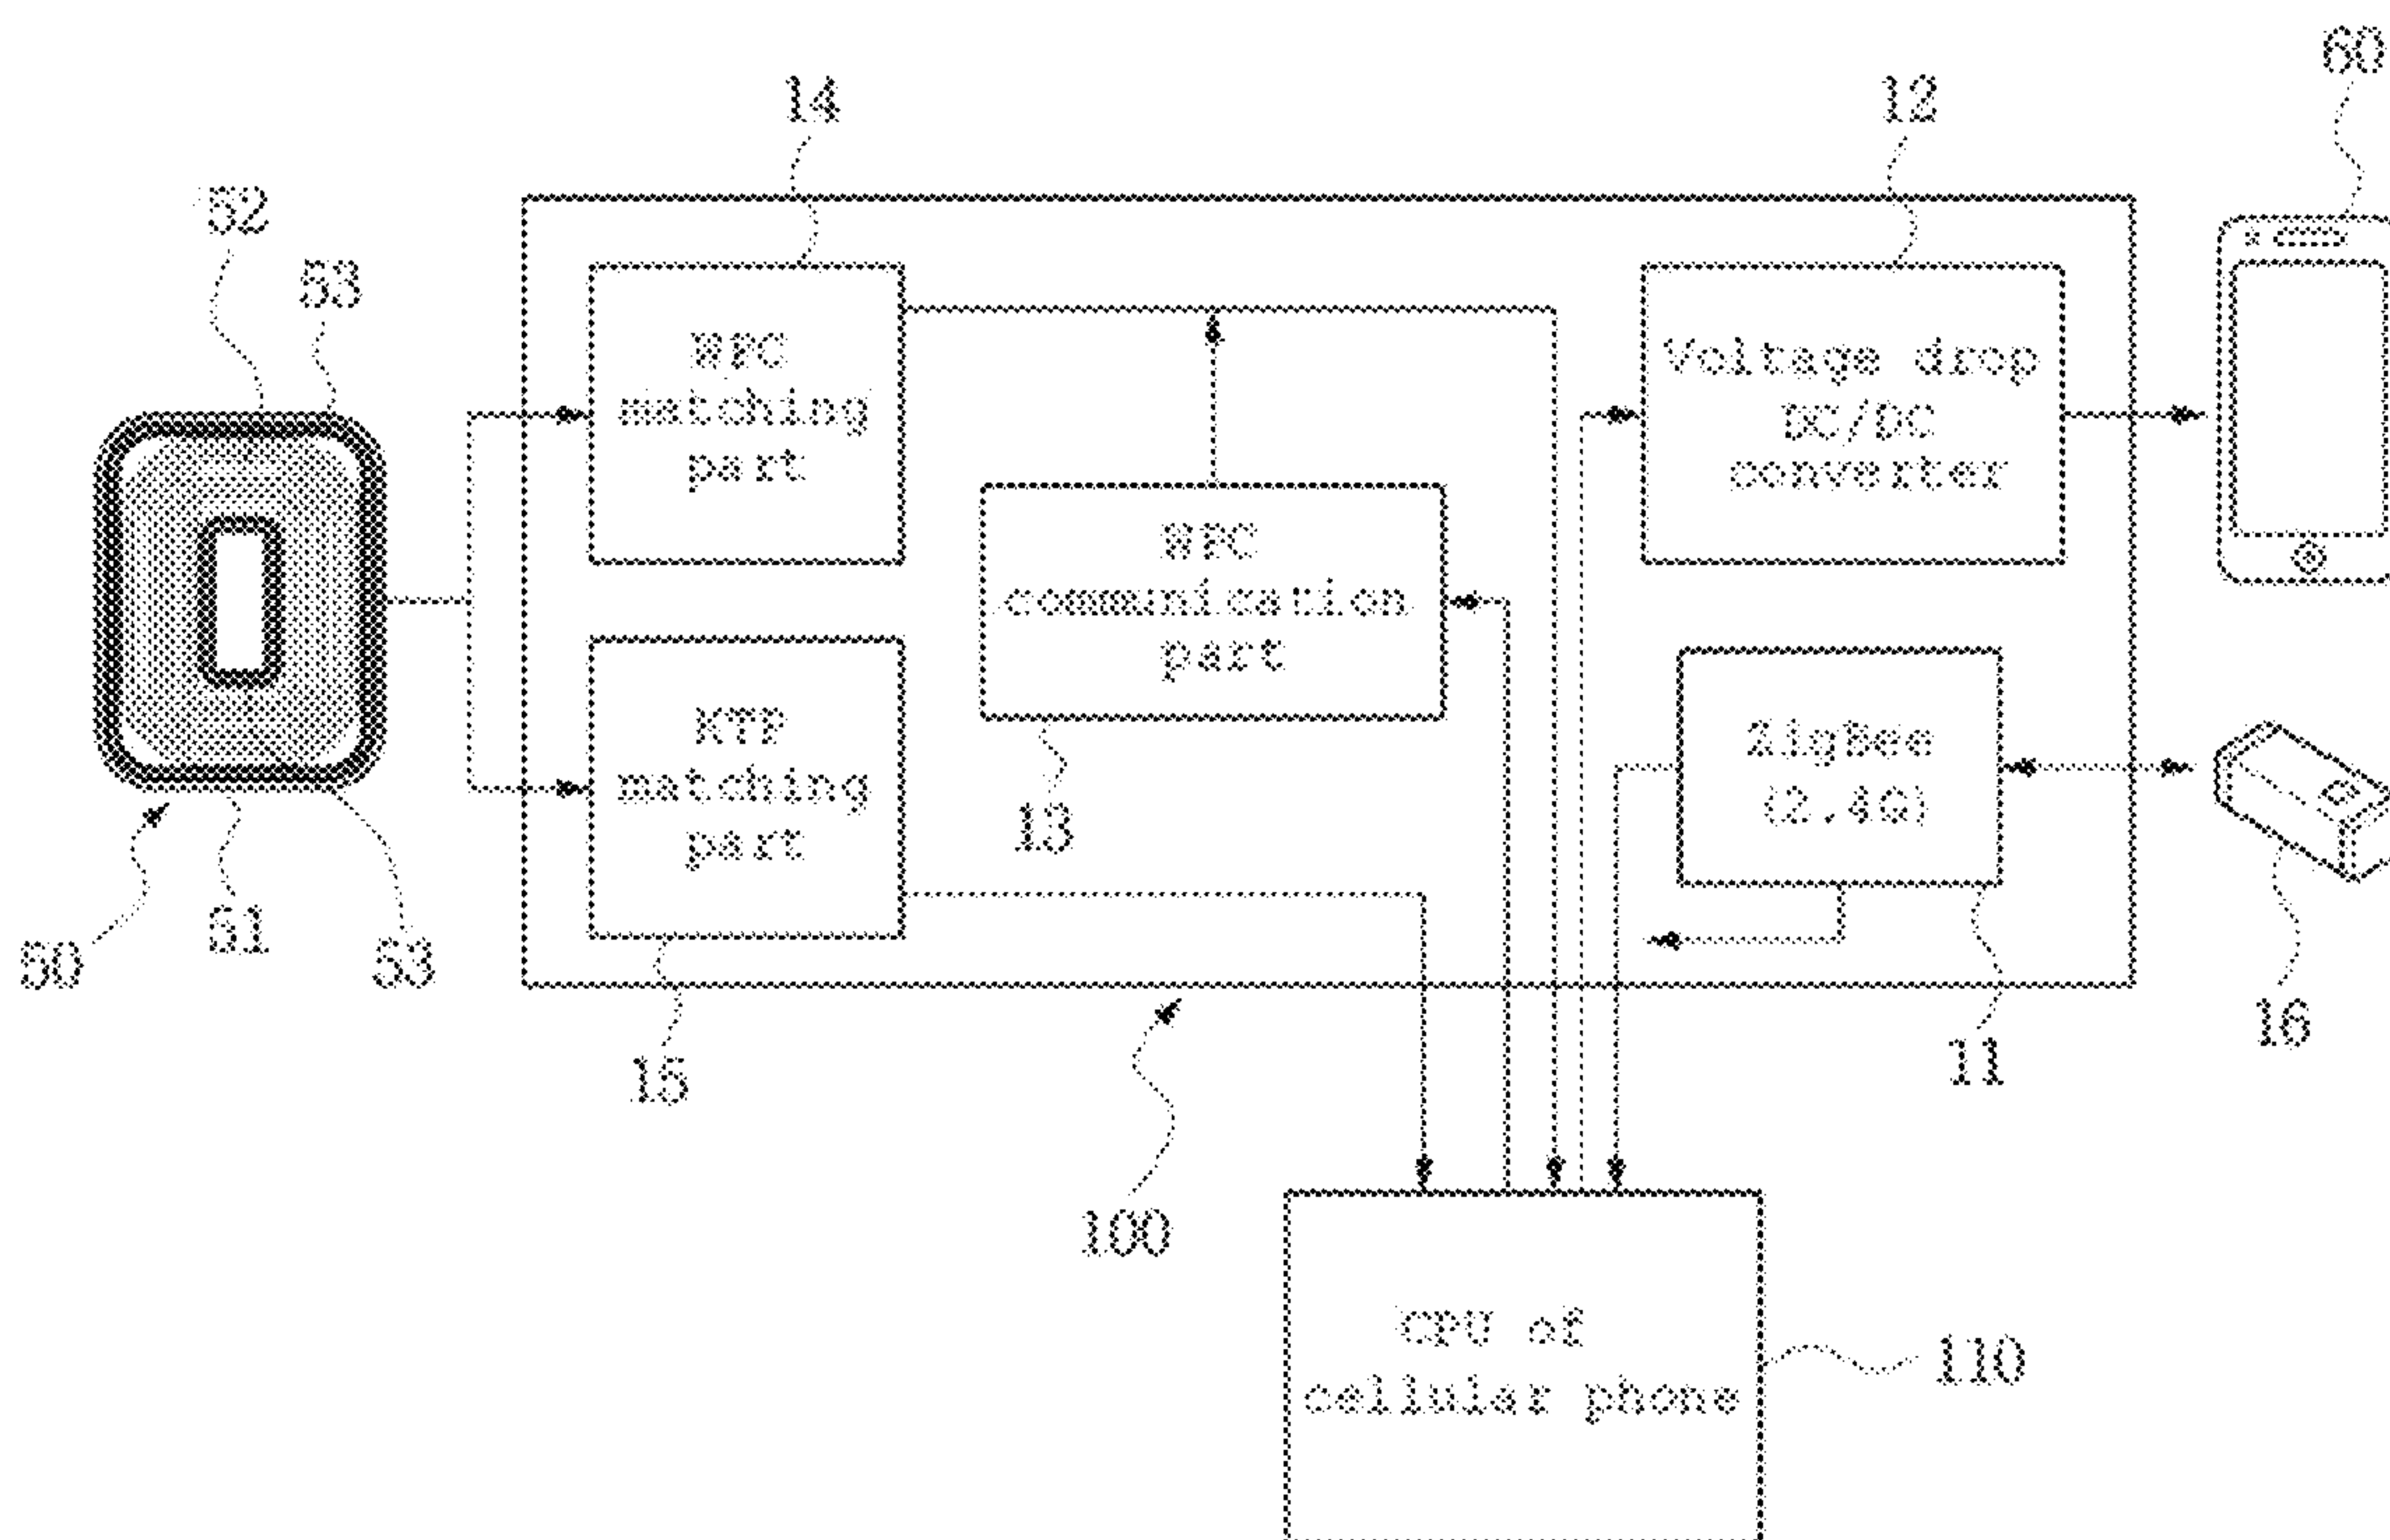 60
14
12
52
53
WPC
matching
part
Voltage drop
DC/DC
converter
WPC
communication
part
KTP
matching
part
ZigBee
(2.4G)
13
50
51
53
16
15
11
100
CPU of
cellular phone
110